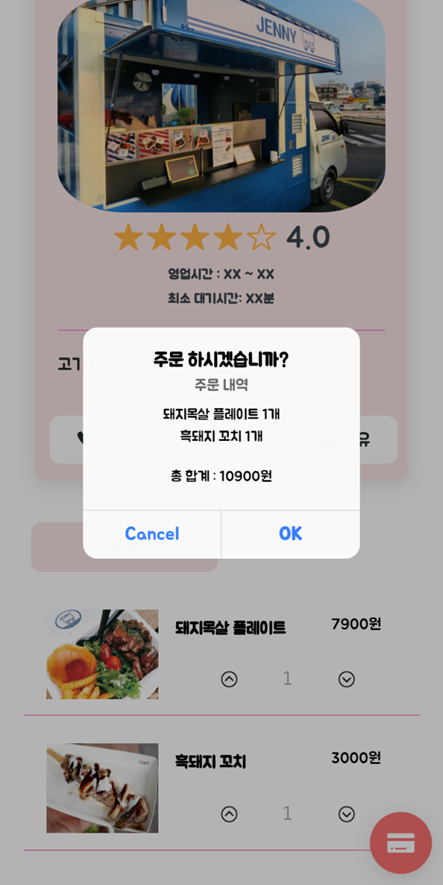 JENNY
4.0
영업시간 : XX ~ XX
최소 대기시간: XX분
주문 하시겠습니까?
주문 내역
돼지목살 플레이트 1개
흑돼지 꼬치 1개
총 합계 : 10900원
Cancel
OK
돼지목살 플레이트
7900원
1
흑돼지 꼬치
3000원
1